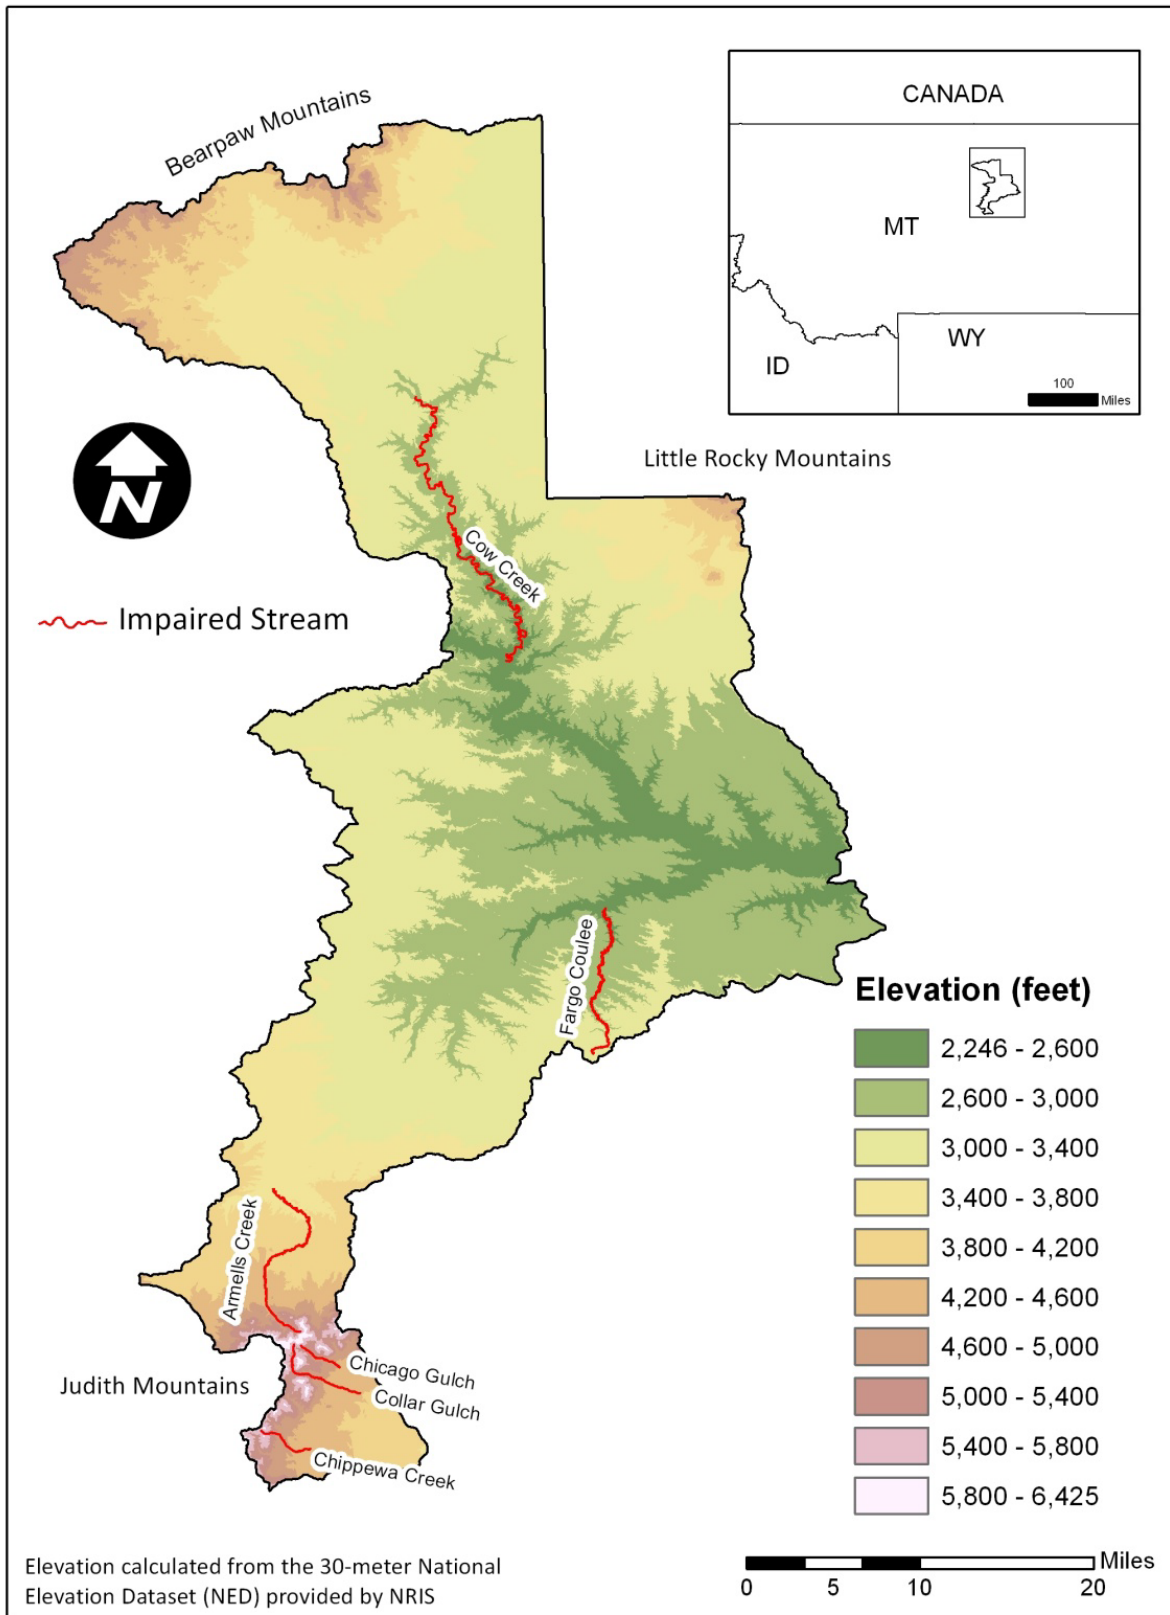 Bearpaw Mountains
CANADA
MT
WY
ID
100
Miles
Little Rocky Mountains
N
Impaired Stream
Cow Creek
Fargo Coulee
Armells Creek
Chicago Gulch
Collar Gulch
Judith Mountains
Chippewa Creek
Elevation (feet)
2,246 - 2,600
2,600 - 3,000
3,000 - 3,400
3,400 - 3,800
3,800 - 4,200
4,200 - 4,600
4,600 - 5,000
5,000 - 5,400
5,400 - 5,800
5,800 - 6,425
Elevation calculated from the 30-meter National
Elevation Dataset (NED) provided by NRIS
Miles
0 5 10 20